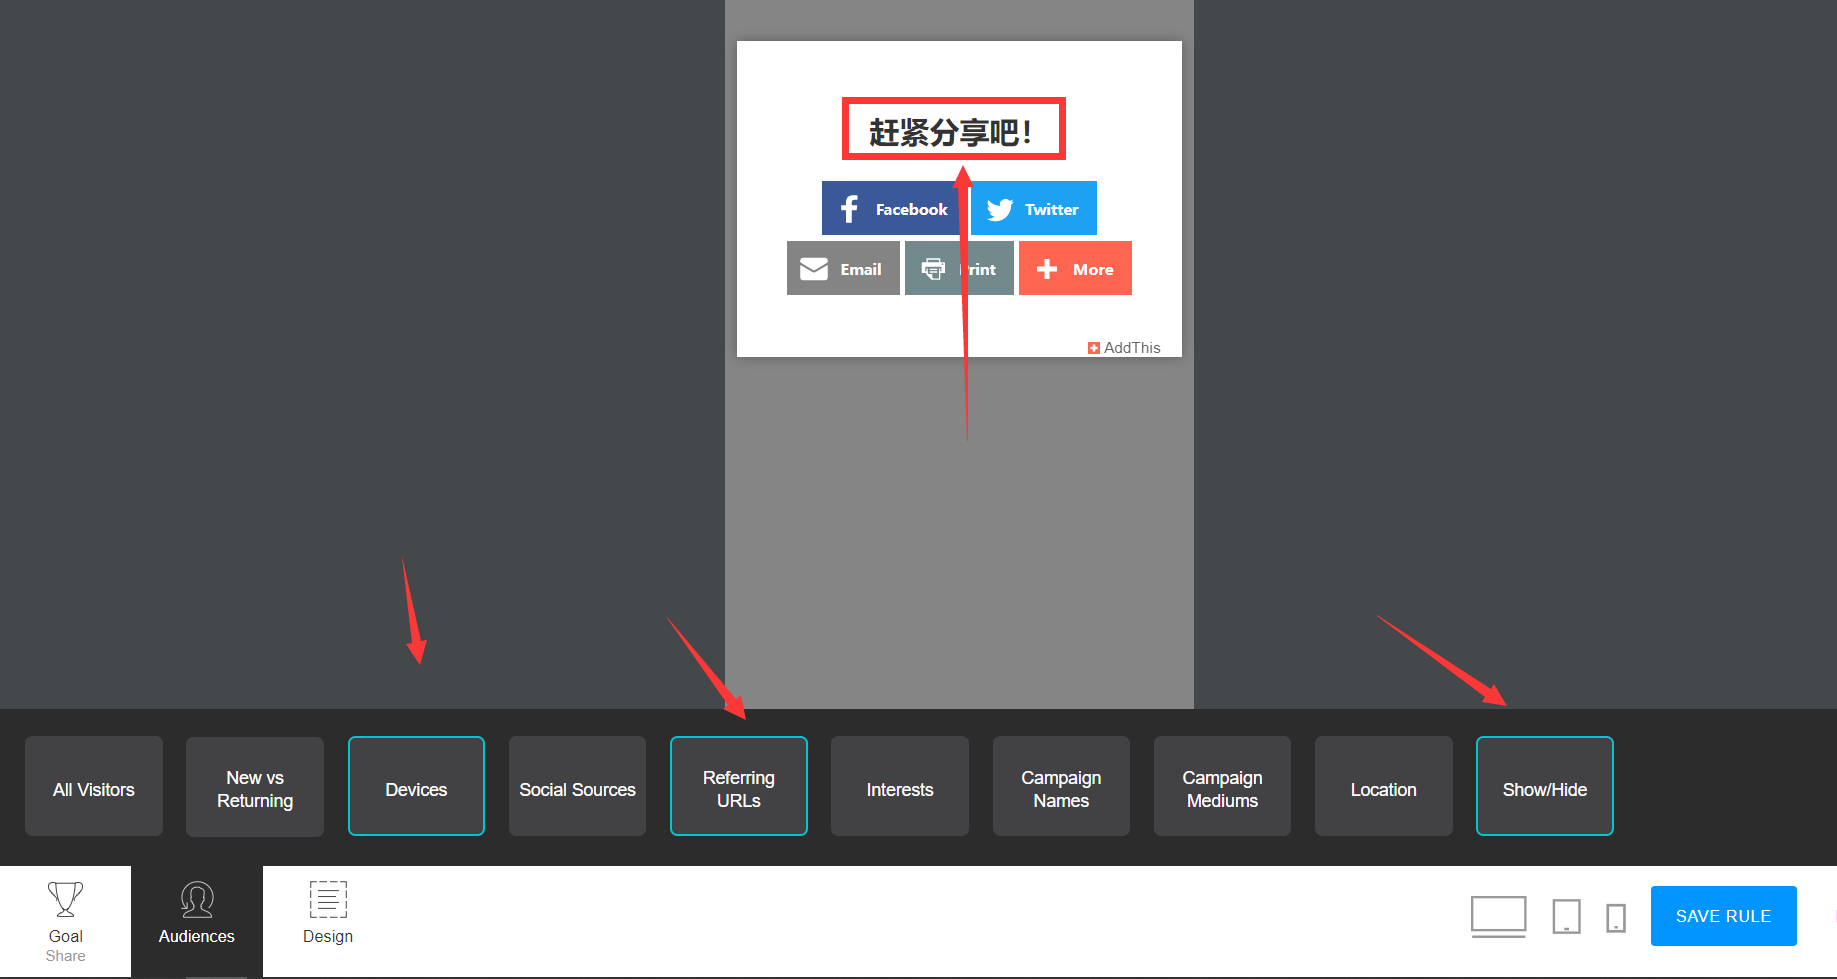 赶紧分享吧！
Facebook
Twitter
Email
Print
More
AddThis
All Visitors
New vs
Returning
Devices
Social Sources
Referring
URLs
Interests
Campaign
Names
Campaign
Mediums
Location
Show/Hide
Goal
Share
Audiences
Design
SAVE RULE